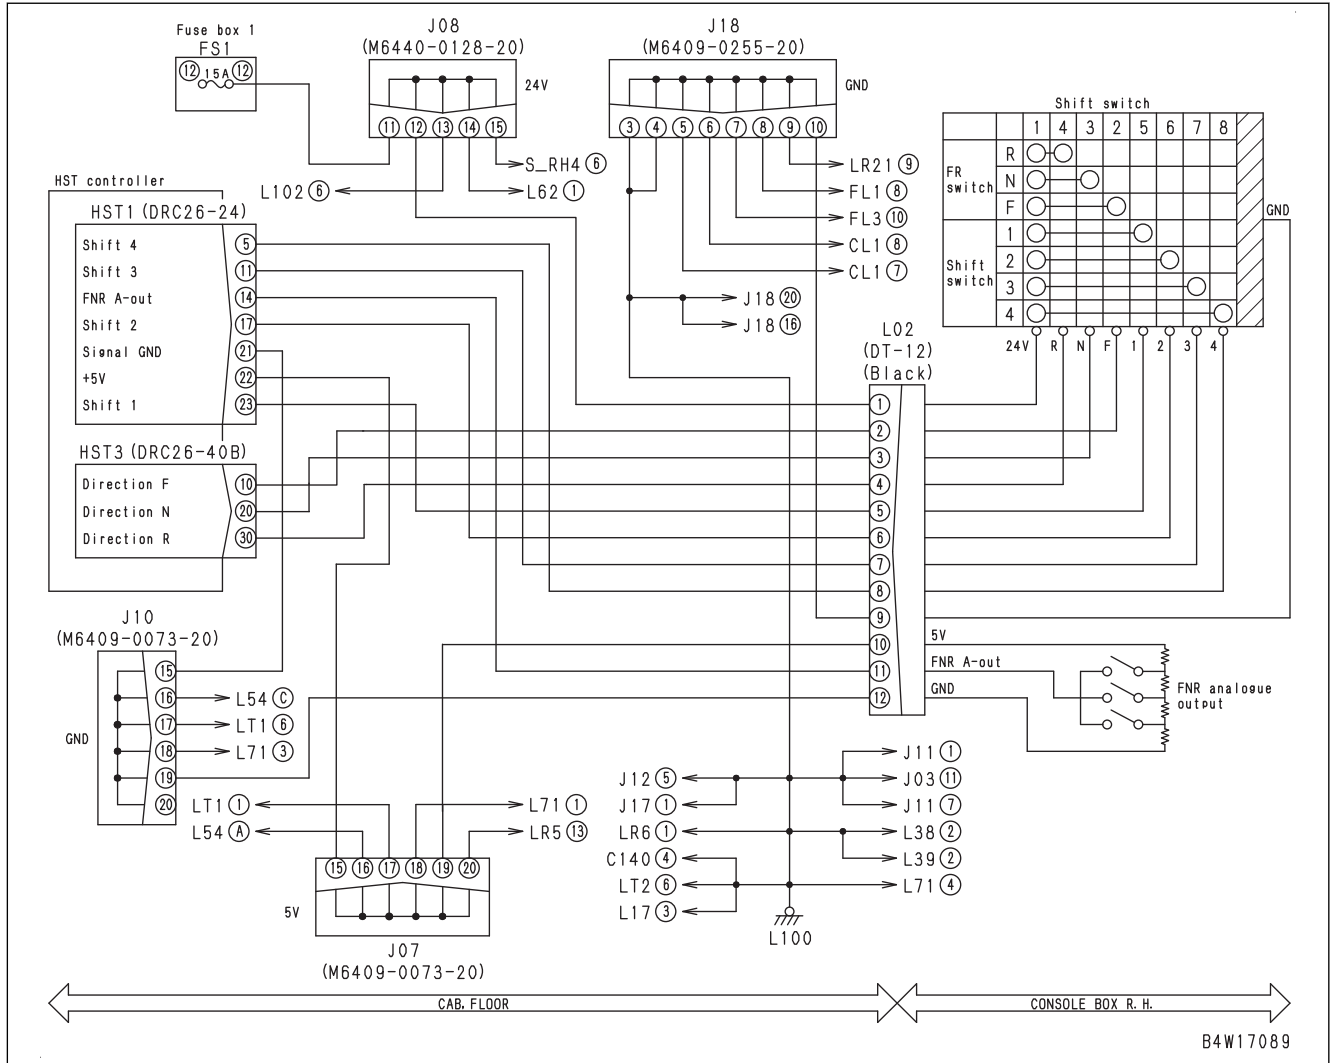 Fuse box 1
FS1
⑫ 15A ⑫
J08
(M6440-0128-20)
24V
⑪ ⑫ ⑬ ⑭ ⑮
S_RH4 ⑥
L102 ⑥
L62 ①
J18
(M6409-0255-20)
GND
③ ④ ⑤ ⑥ ⑦ ⑧ ⑨ ⑩
LR21 ⑨
FL1 ⑧
FL3 ⑩
CL1 ⑧
CL1 ⑦
J18 ⑳
J18 ⑯
Shift switch
1 4 3 2 5 6 7 8
FR switch
R
N
F
Shift switch
1
2
3
4
GND
24V R N F 1 2 3 4
HST controller
HST1 (DRC26-24)
Shift 4 ⑤
Shift 3 ⑪
FNR A-out ⑭
Shift 2 ⑰
Signal GND ㉑
+5V ㉒
Shift 1 ㉓
HST3 (DRC26-40B)
Direction F ⑩
Direction N ⑳
Direction R ㉚
L02
(DT-12)
(Black)
①
②
③
④
⑤
⑥
⑦
⑧
⑨
⑩ 5V
⑪ FNR A-out
⑫ GND
FNR analogue
output
J10
(M6409-0073-20)
GND
⑮
⑯ L54 Ⓒ
⑰ LT1 ⑥
⑱ L71 ③
⑲
⑳
LT1 ①
L54 Ⓐ
L71 ①
LR5 ⑬
⑮ ⑯ ⑰ ⑱ ⑲ ⑳
5V
J07
(M6409-0073-20)
J11 ①
J12 ⑤ J03 ⑪
J17 ① J11 ⑦
LR6 ① L38 ②
C140 ④ L39 ②
LT2 ⑥ L71 ④
L17 ③
L100
CAB. FLOOR
CONSOLE BOX R. H.
B4W17089